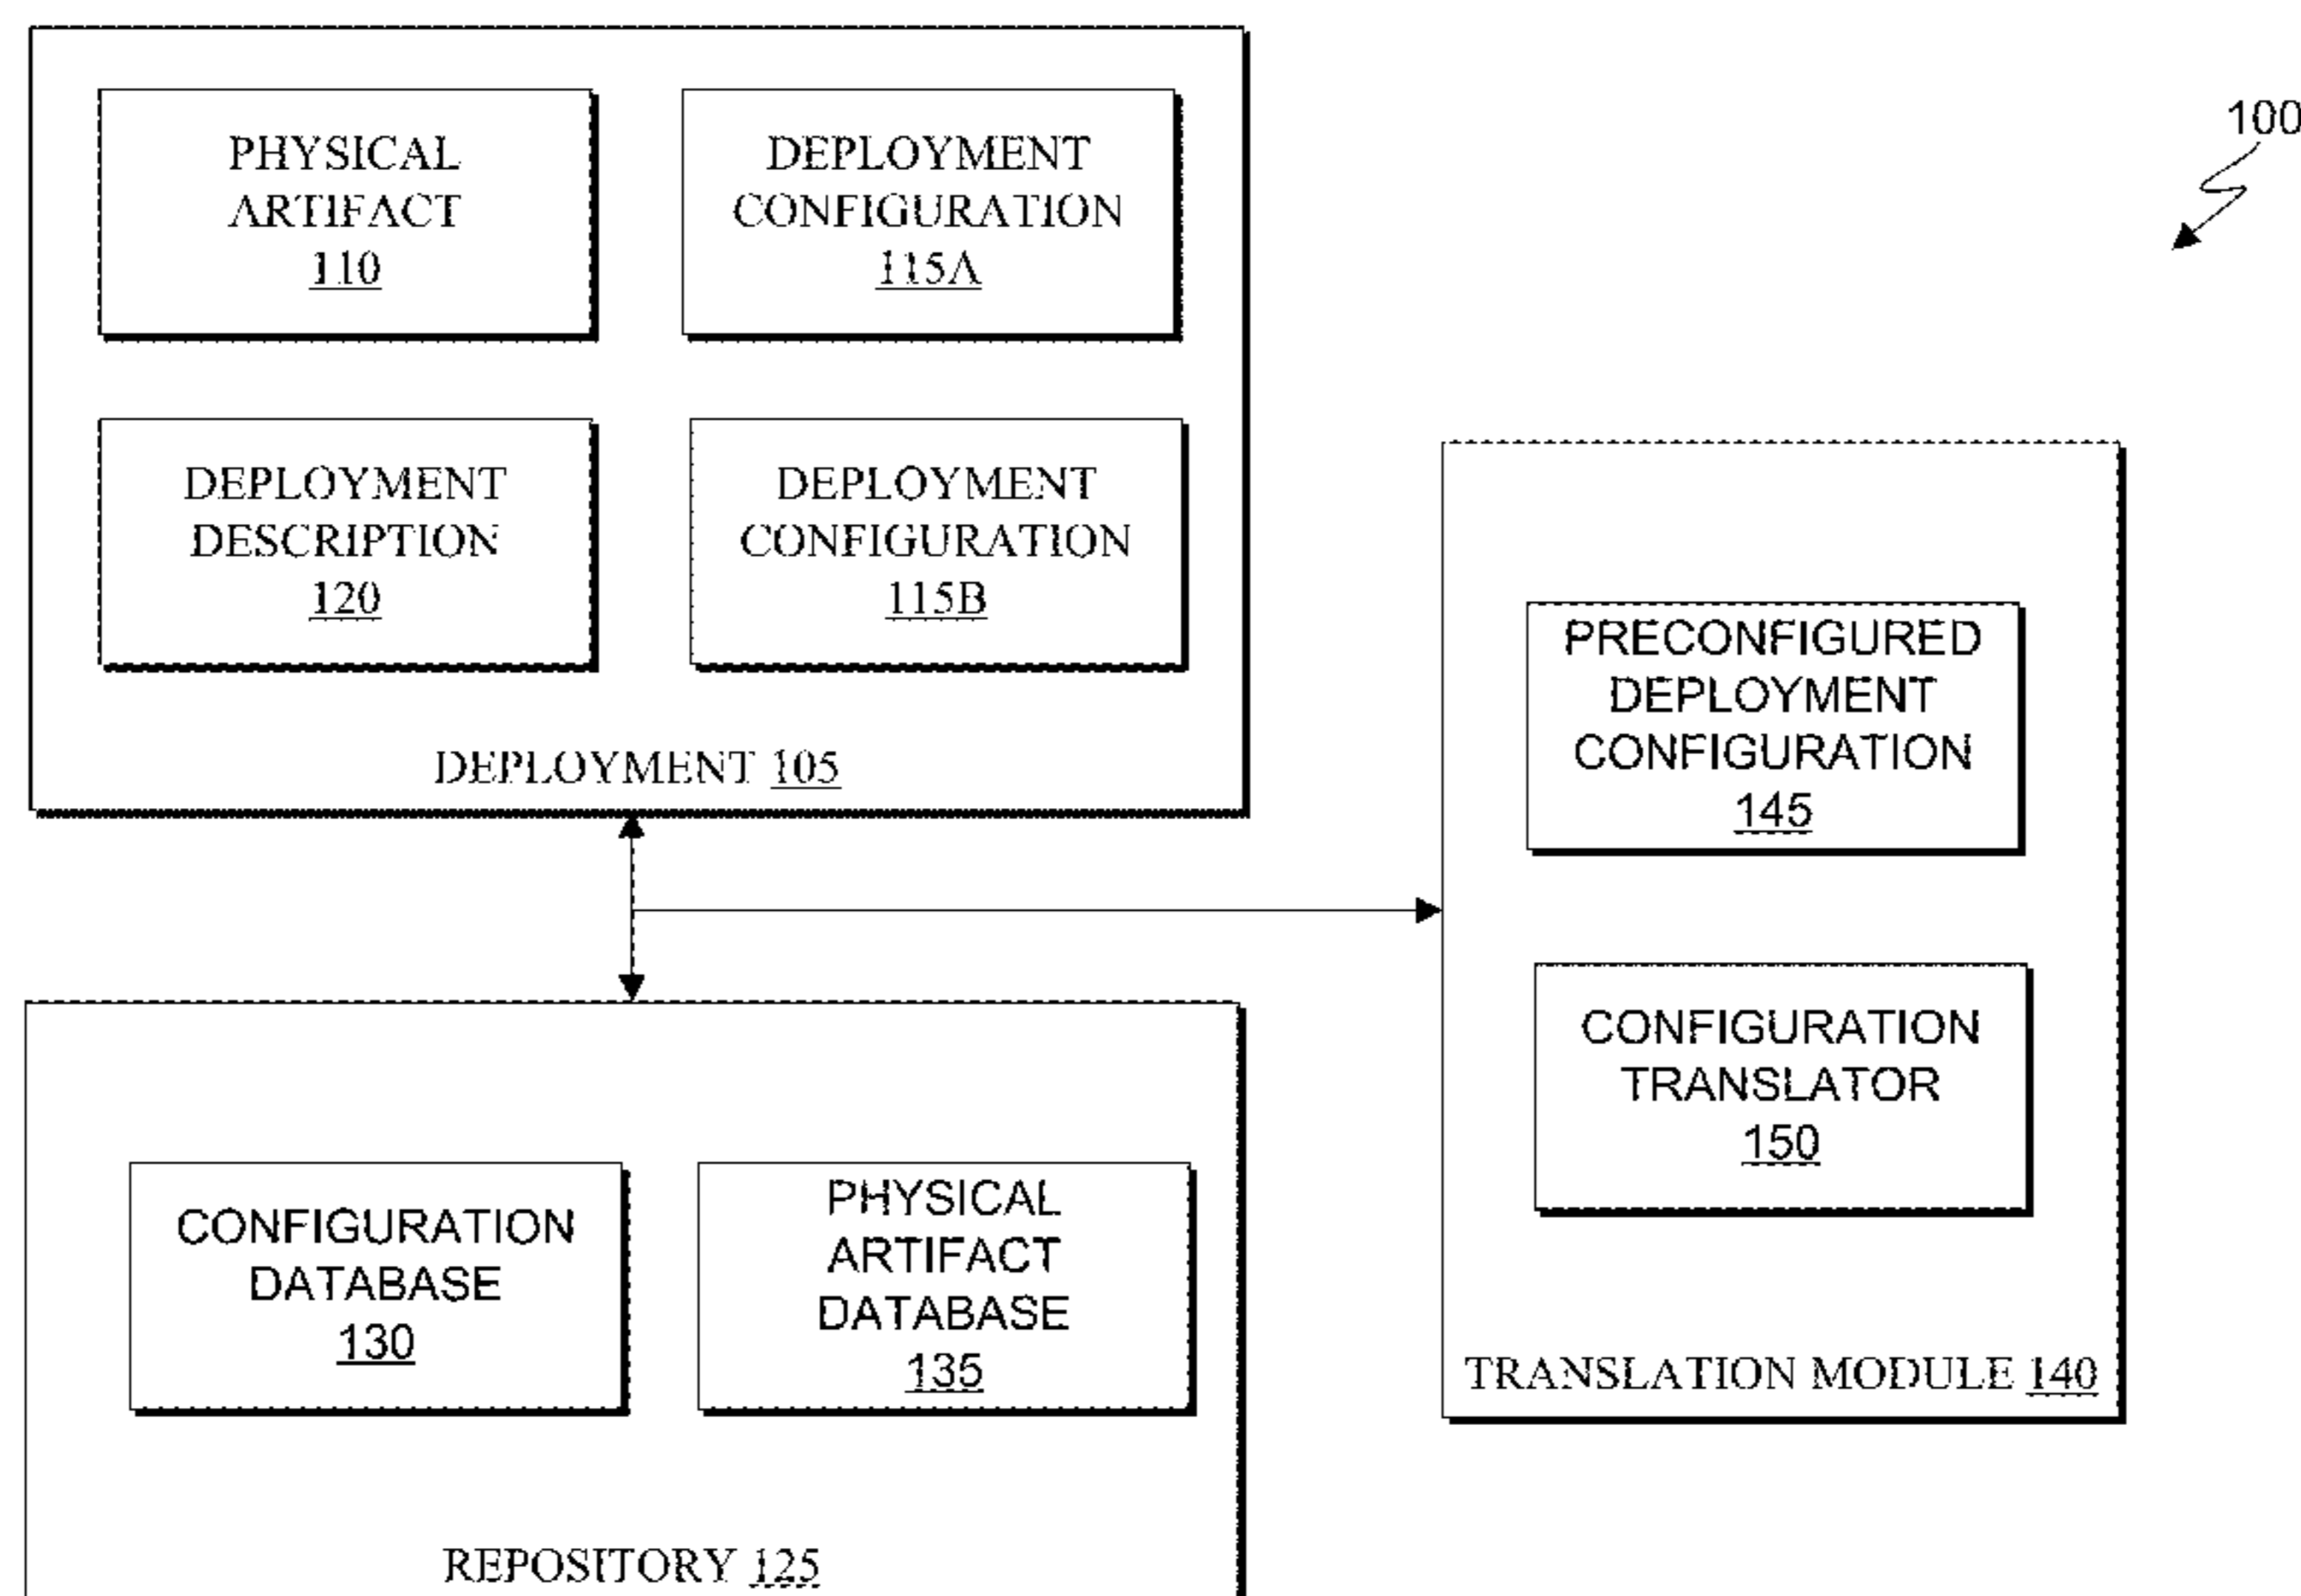 PHYSICAL
ARTIFACT
110
DEPLOYMENT
CONFIGURATION
115A
DEPLOYMENT
DESCRIPTION
120
DEPLOYMENT
CONFIGURATION
115B
DEPLOYMENT 105
100
PRECONFIGURED
DEPLOYMENT
CONFIGURATION
145
CONFIGURATION
TRANSLATOR
150
TRANSLATION MODULE 140
CONFIGURATION
DATABASE
130
PHYSICAL
ARTIFACT
DATABASE
135
REPOSITORY 125